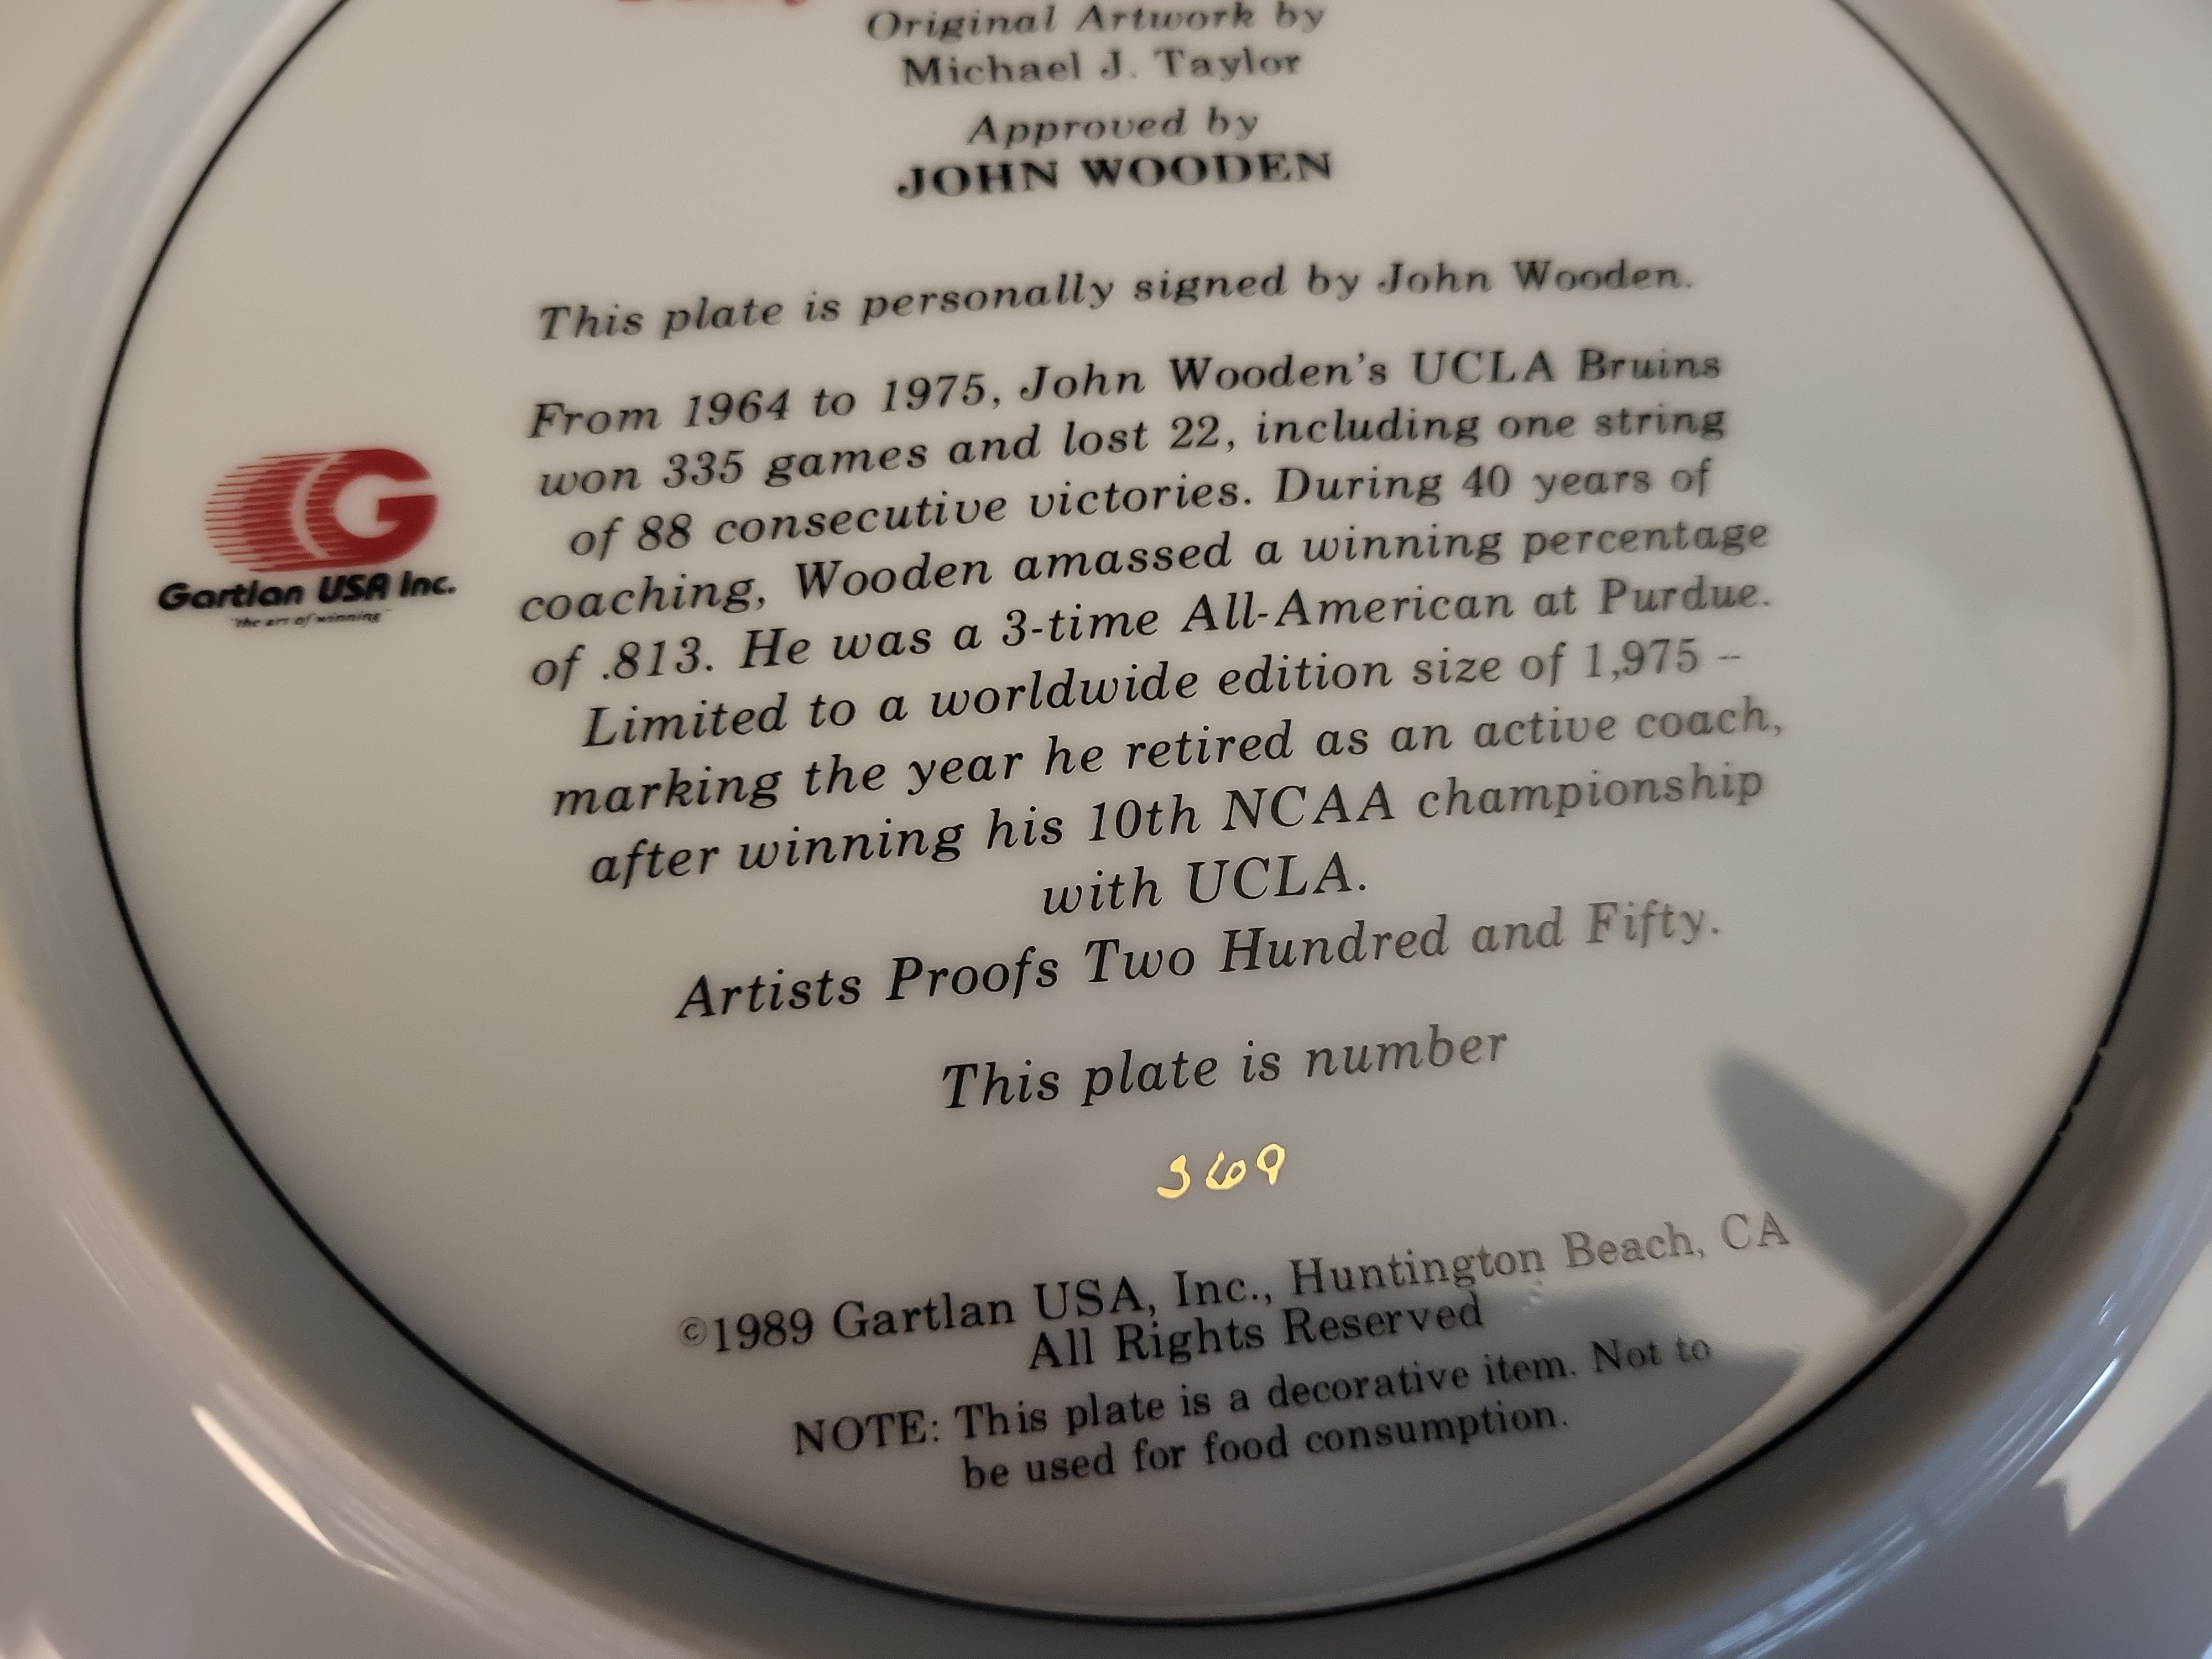 Original Artwork by
Michael J. Taylor
Approved by
JOHN WOODEN
This plate is personally signed by John Wooden.
From 1964 to 1975, John Wooden's UCLA Bruins
won 335 games and lost 22, including one string
of 88 consecutive victories. During 40 years of
coaching, Wooden amassed a winning percentage
of .813. He was a 3-time All-American at Purdue.
Limited to a worldwide edition size of 1,975 --
marking the year he retired as an active coach,
after winning his 10th NCAA championship
with UCLA.
Artists Proofs Two Hundred and Fifty.
This plate is number
369
G
Gartlan USA Inc.
"the art of winning"
©1989 Gartlan USA, Inc., Huntington Beach, CA
All Rights Reserved
NOTE: This plate is a decorative item. Not to
be used for food consumption.